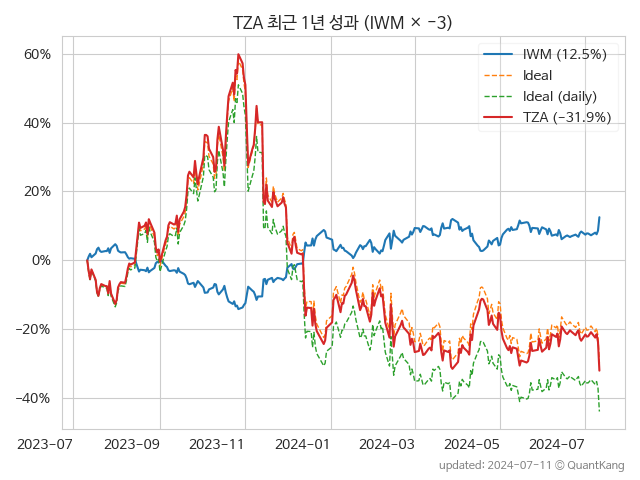 TZA 최근 1년 성과 (IWM × −3)
IWM (12.5%)
Ideal
Ideal (daily)
TZA (−31.9%)
60%
40%
20%
0%
−20%
−40%
2023-07
2023-09
2023-11
2024-01
2024-03
2024-05
2024-07
updated: 2024-07-11 © QuantKang